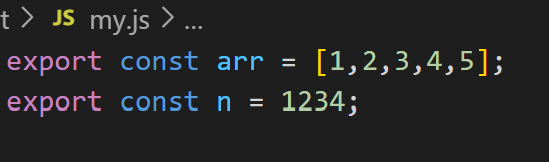 t > JS my.js > ...
export const arr = [1,2,3,4,5];
export const n = 1234;